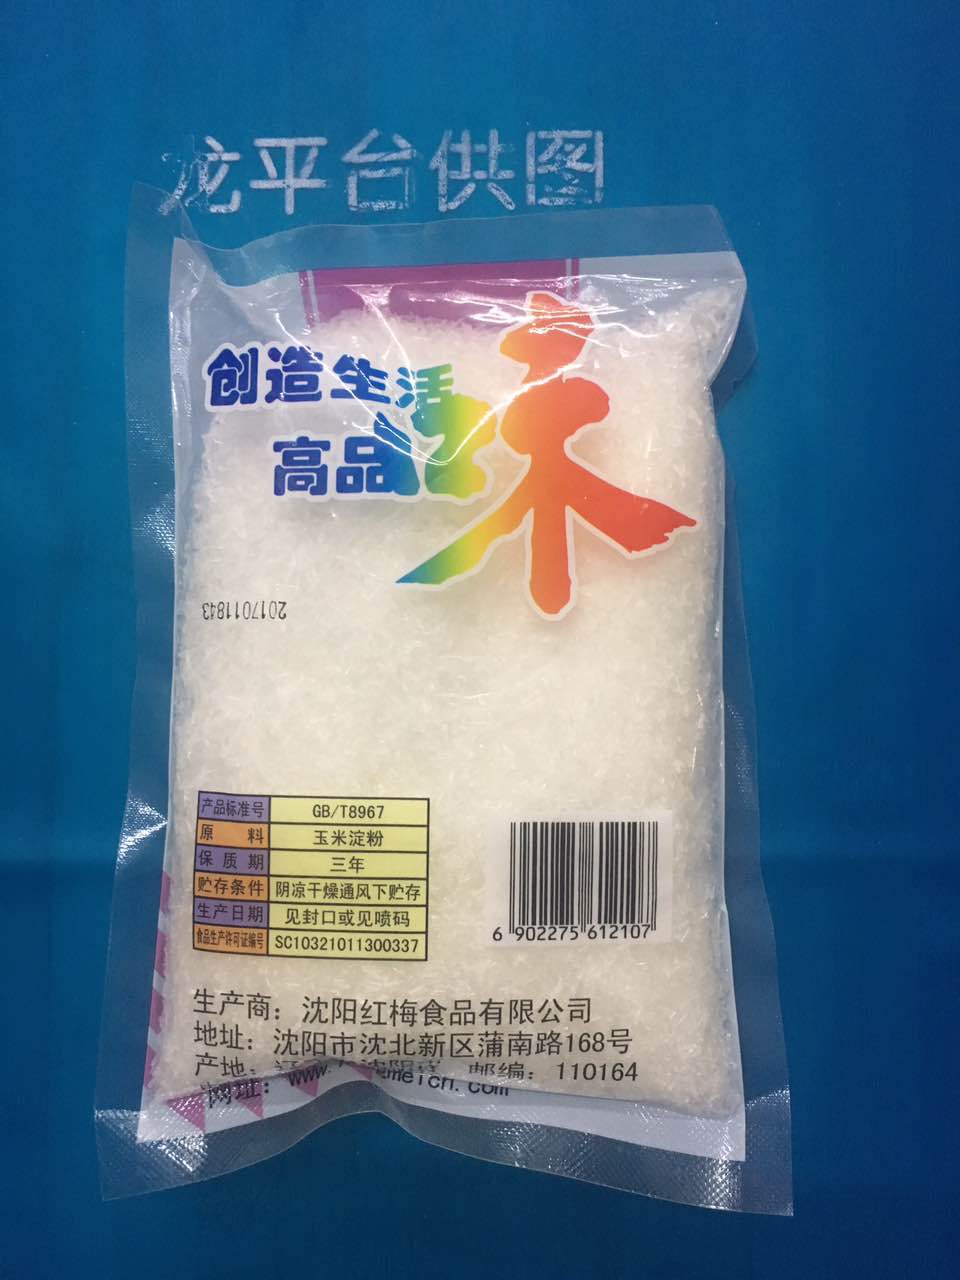 龙平台供图
创造生活
高品味
20170118 43
产品标准号 GB/T8967
原料 玉米淀粉
保质期 三年
贮存条件 阴凉干燥通风下贮存
生产日期 见封口或见喷码
食品生产许可证编号 SC10321011300337
6 902275 612107
生产商：沈阳红梅食品有限公司
地址：沈阳市沈北新区蒲南路168号
产地： 邮编：110164
网址：